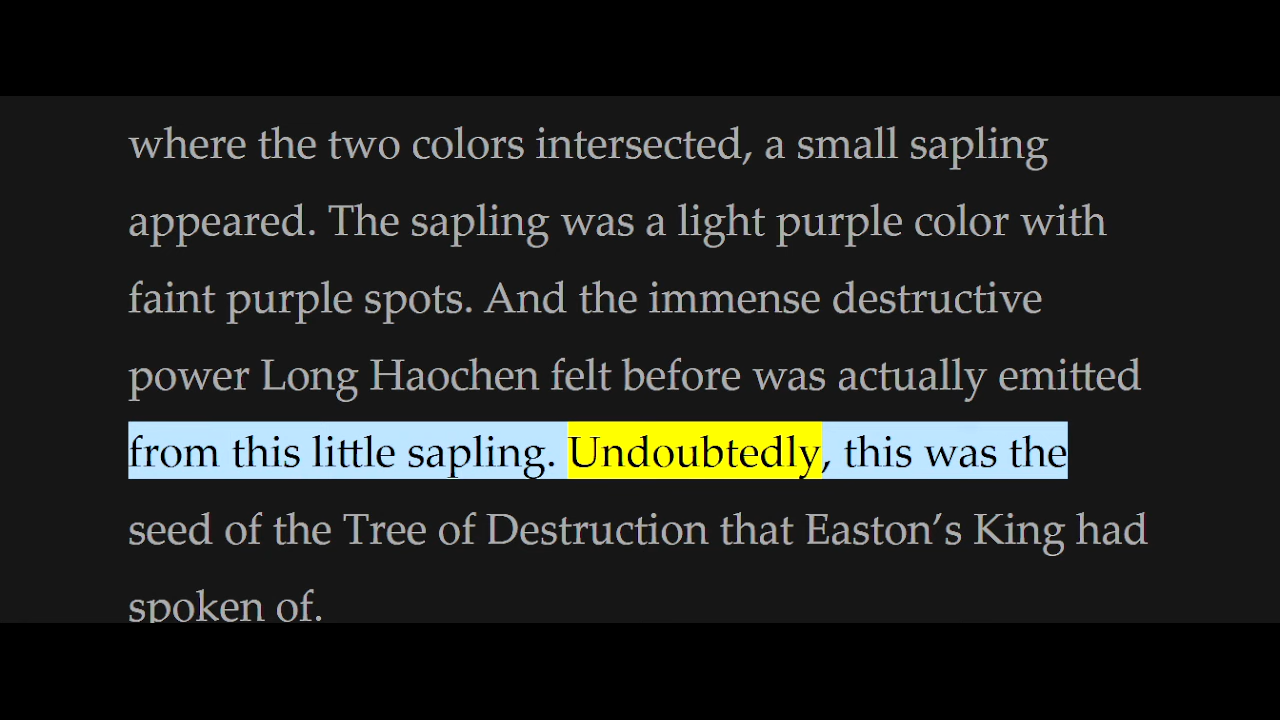 where the two colors intersected, a small sapling
appeared. The sapling was a light purple color with
faint purple spots. And the immense destructive
power Long Haochen felt before was actually emitted
from this little sapling. Undoubtedly, this was the
seed of the Tree of Destruction that Easton’s King had
spoken of.